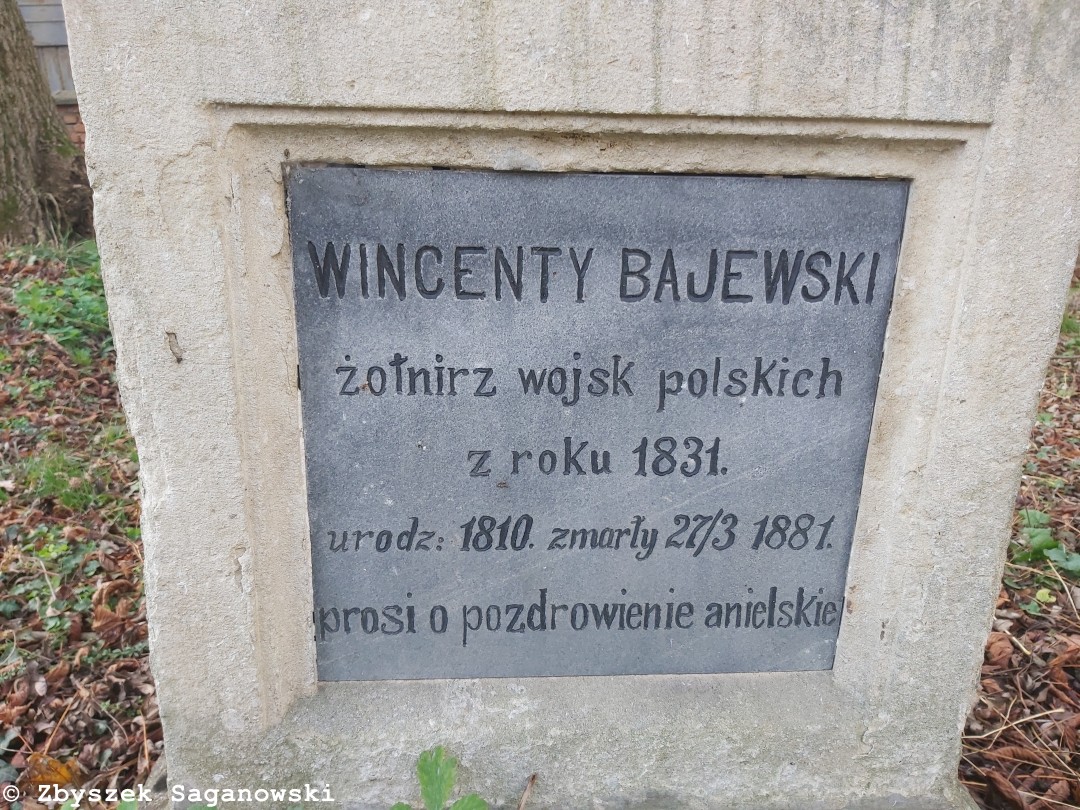 WINCENTY BAJEWSKI
żołnirz wojsk polskich
z roku 1831.
urodz: 1810. zmarły 27/3 1881.
prosi o pozdrowienie anielskie
© Zbyszek Saganowski